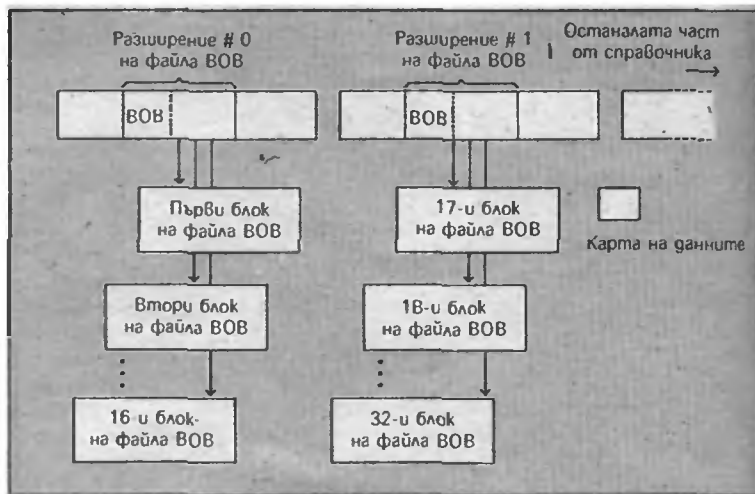 Разширение # 0
на файла BOB
Разширение # 1
на файла BOB
Останалата част
от справочника
BOB
BOB
Първи блок
на файла BOB
17-и блок
на файла BOB
Карта на данните
Втори блок
на файла BOB
1B-и блок
на файла BOB
16-и блок-
на файла BOB
32-и блок
на файла BOB